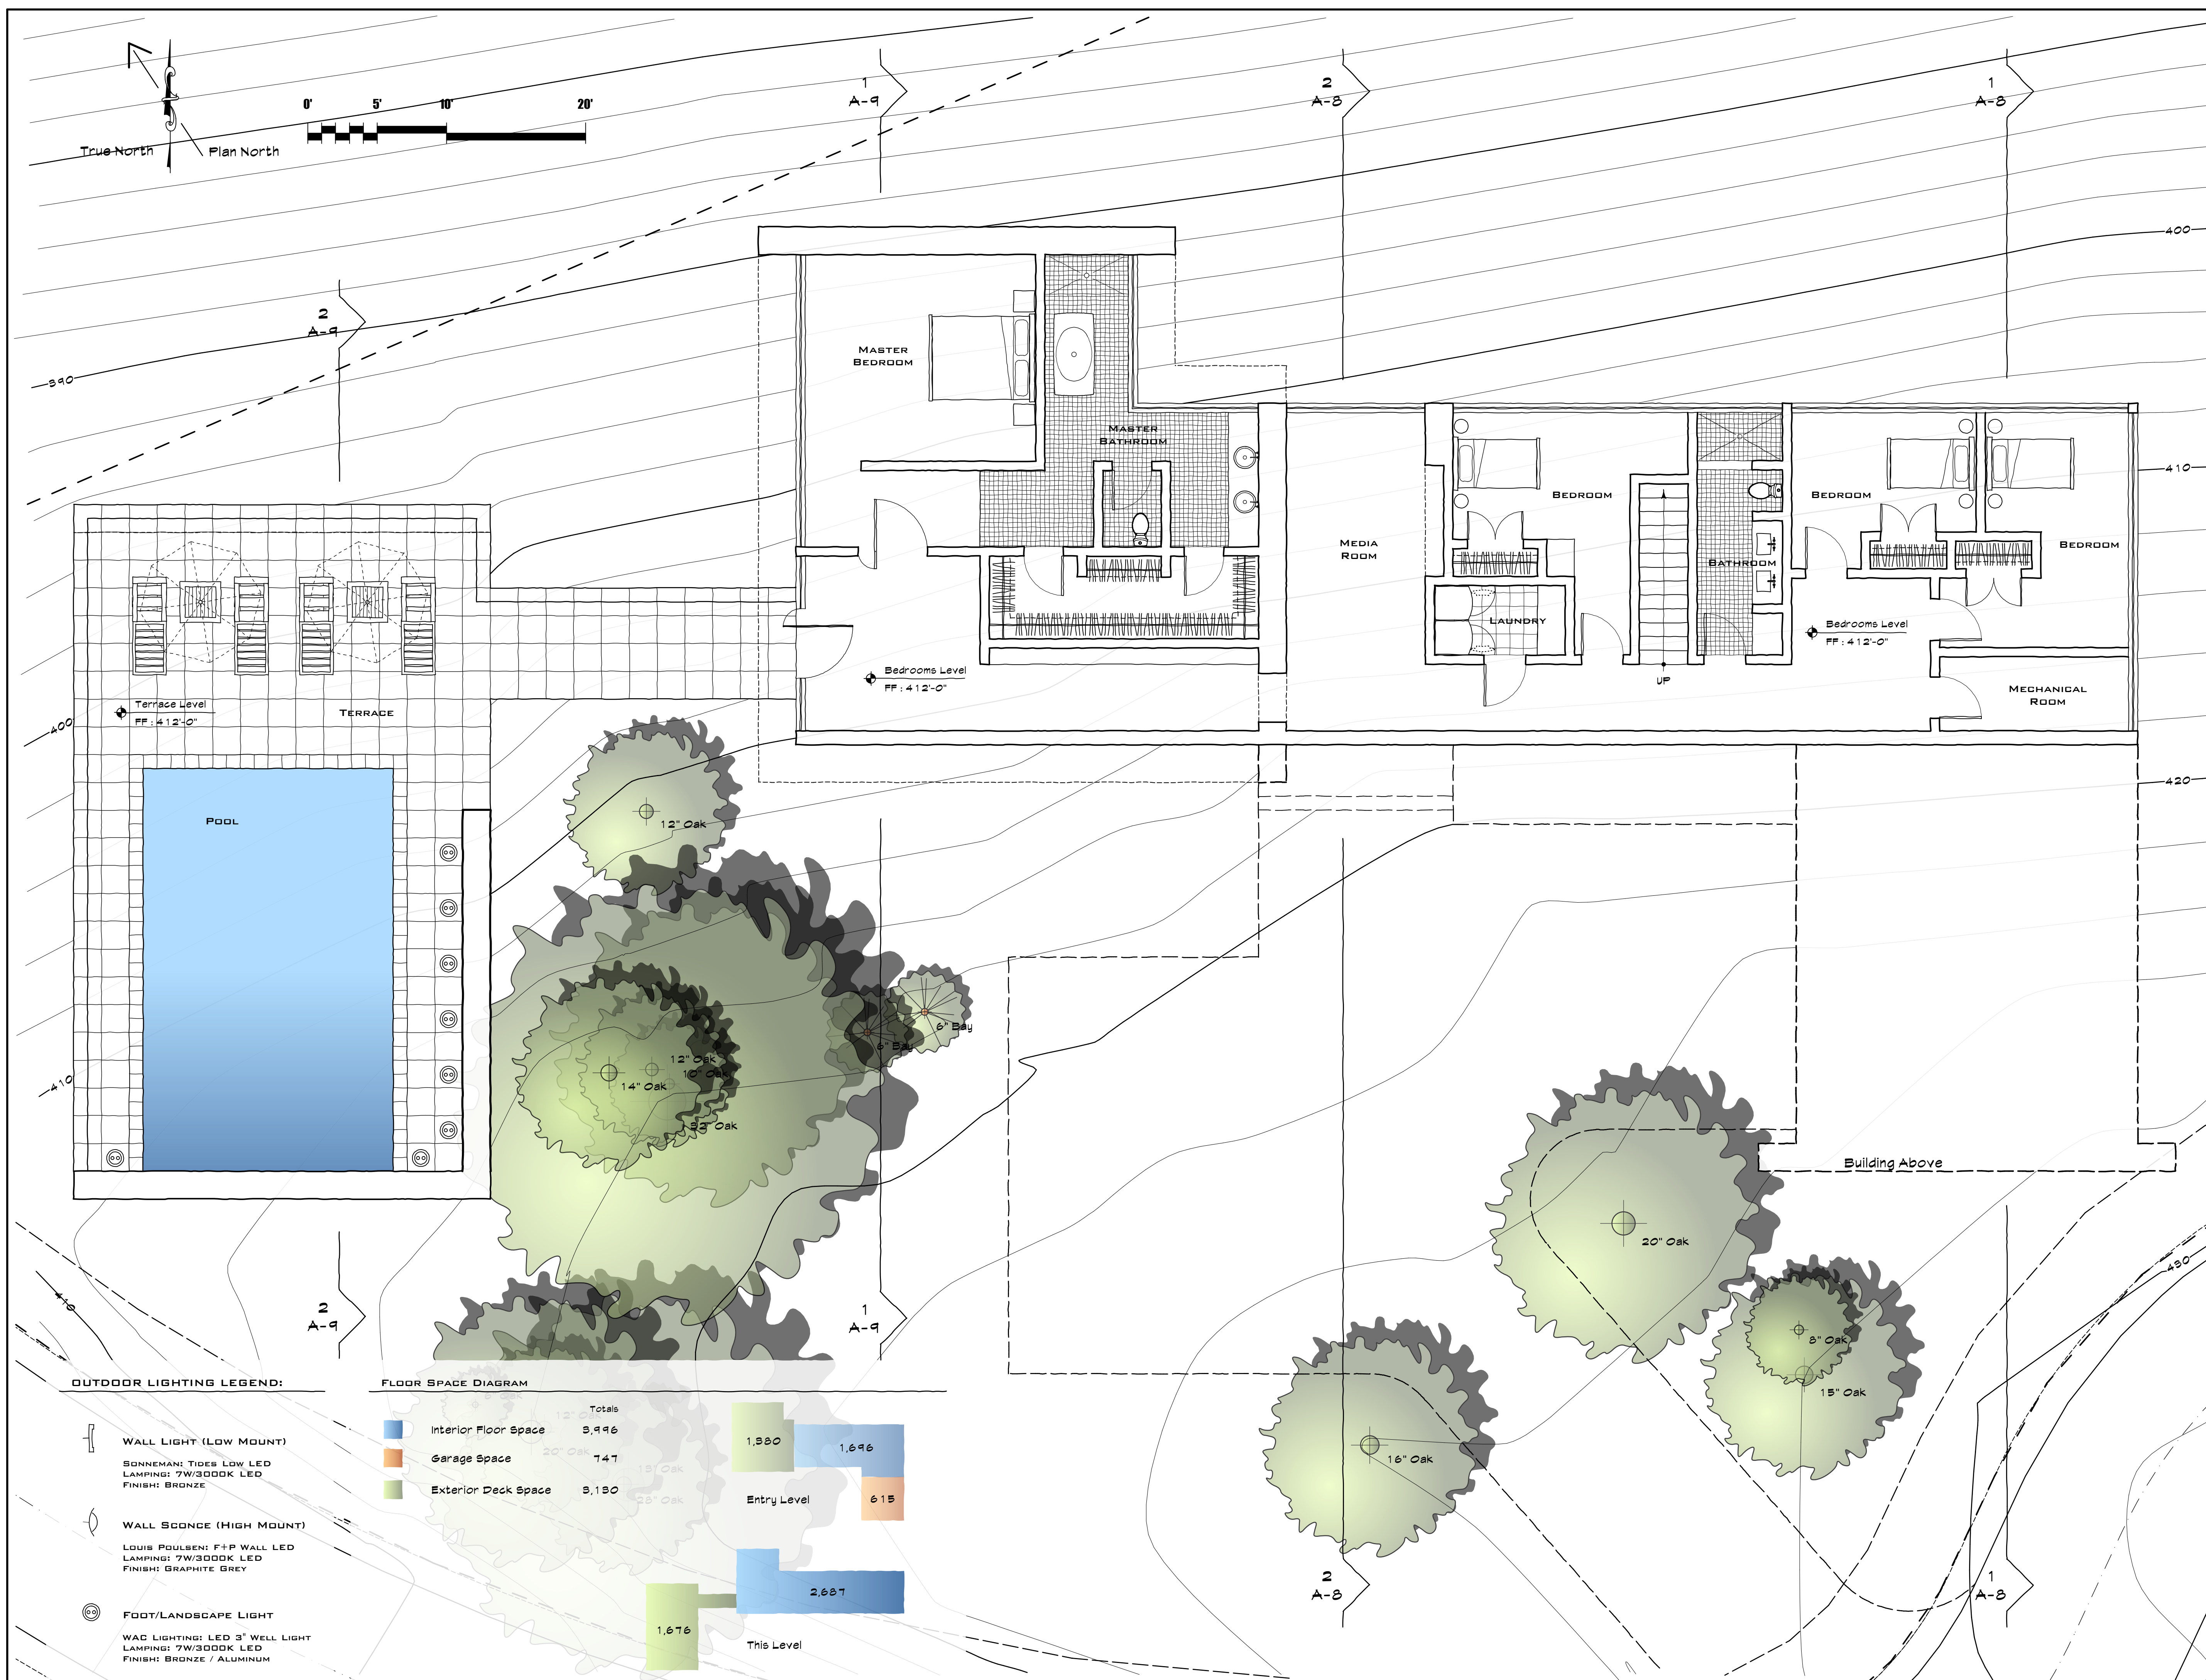 0' 5' 10' 20'
True North
Plan North
1
A-9
2
A-8
1
A-8
2
A-9
400
390
MASTER
BEDROOM
MASTER
BATHROOM
410
BEDROOM
BEDROOM
MEDIA
ROOM
BEDROOM
BATHROOM
LAUNDRY
Bedrooms Level
FF : 412'-0"
Bedrooms Level
FF : 412'-0"
UP
MECHANICAL
ROOM
Terrace Level
FF : 412'-0"
TERRACE
400
420
POOL
12" Oak
6" Bay
6" Bay
12" Oak
10" Oak
14" Oak
32" Oak
410
Building Above
20" Oak
430
410
2
A-9
1
A-9
8" Oak
15" Oak
16" Oak
2
A-8
1
A-8
OUTDOOR LIGHTING LEGEND:
WALL LIGHT (LOW MOUNT)
SONNEMAN: TIDES LOW LED
LAMPING: 7W/3000K LED
FINISH: BRONZE
WALL SCONCE (HIGH MOUNT)
LOUIS POULSEN: F+P WALL LED
LAMPING: 7W/3000K LED
FINISH: GRAPHITE GREY
FOOT/LANDSCAPE LIGHT
WAC LIGHTING: LED 3" WELL LIGHT
LAMPING: 7W/3000K LED
FINISH: BRONZE / ALUMINUM
FLOOR SPACE DIAGRAM
Totals
Interior Floor Space 3,996
Garage Space 747
Exterior Deck Space 3,130
12" Oak
20" Oak
1,380
1,696
615
Entry Level
2,687
1,676
This Level